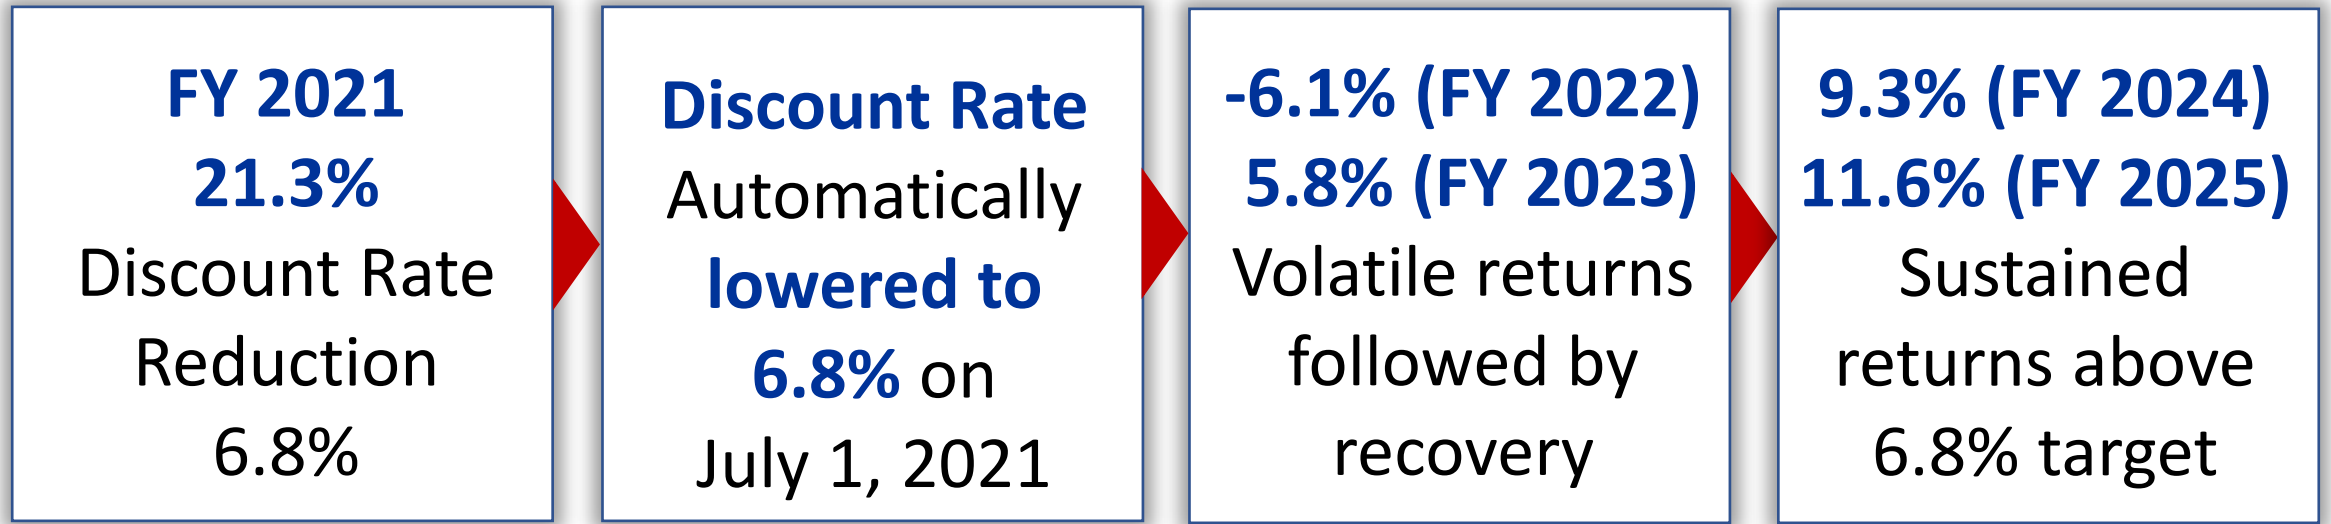 FY 2021
21.3%
Discount Rate
Reduction
6.8%
Discount Rate
Automatically
lowered to
6.8% on
July 1, 2021
-6.1% (FY 2022)
5.8% (FY 2023)
Volatile returns
followed by
recovery
9.3% (FY 2024)
11.6% (FY 2025)
Sustained
returns above
6.8% target